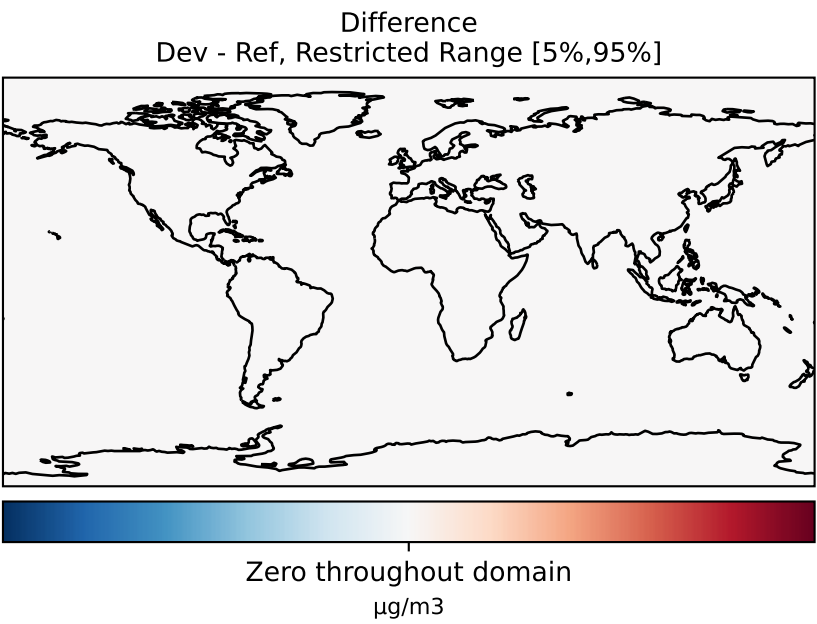 Difference
Dev - Ref, Restricted Range [5%,95%]
Zero throughout domain
μg/m3